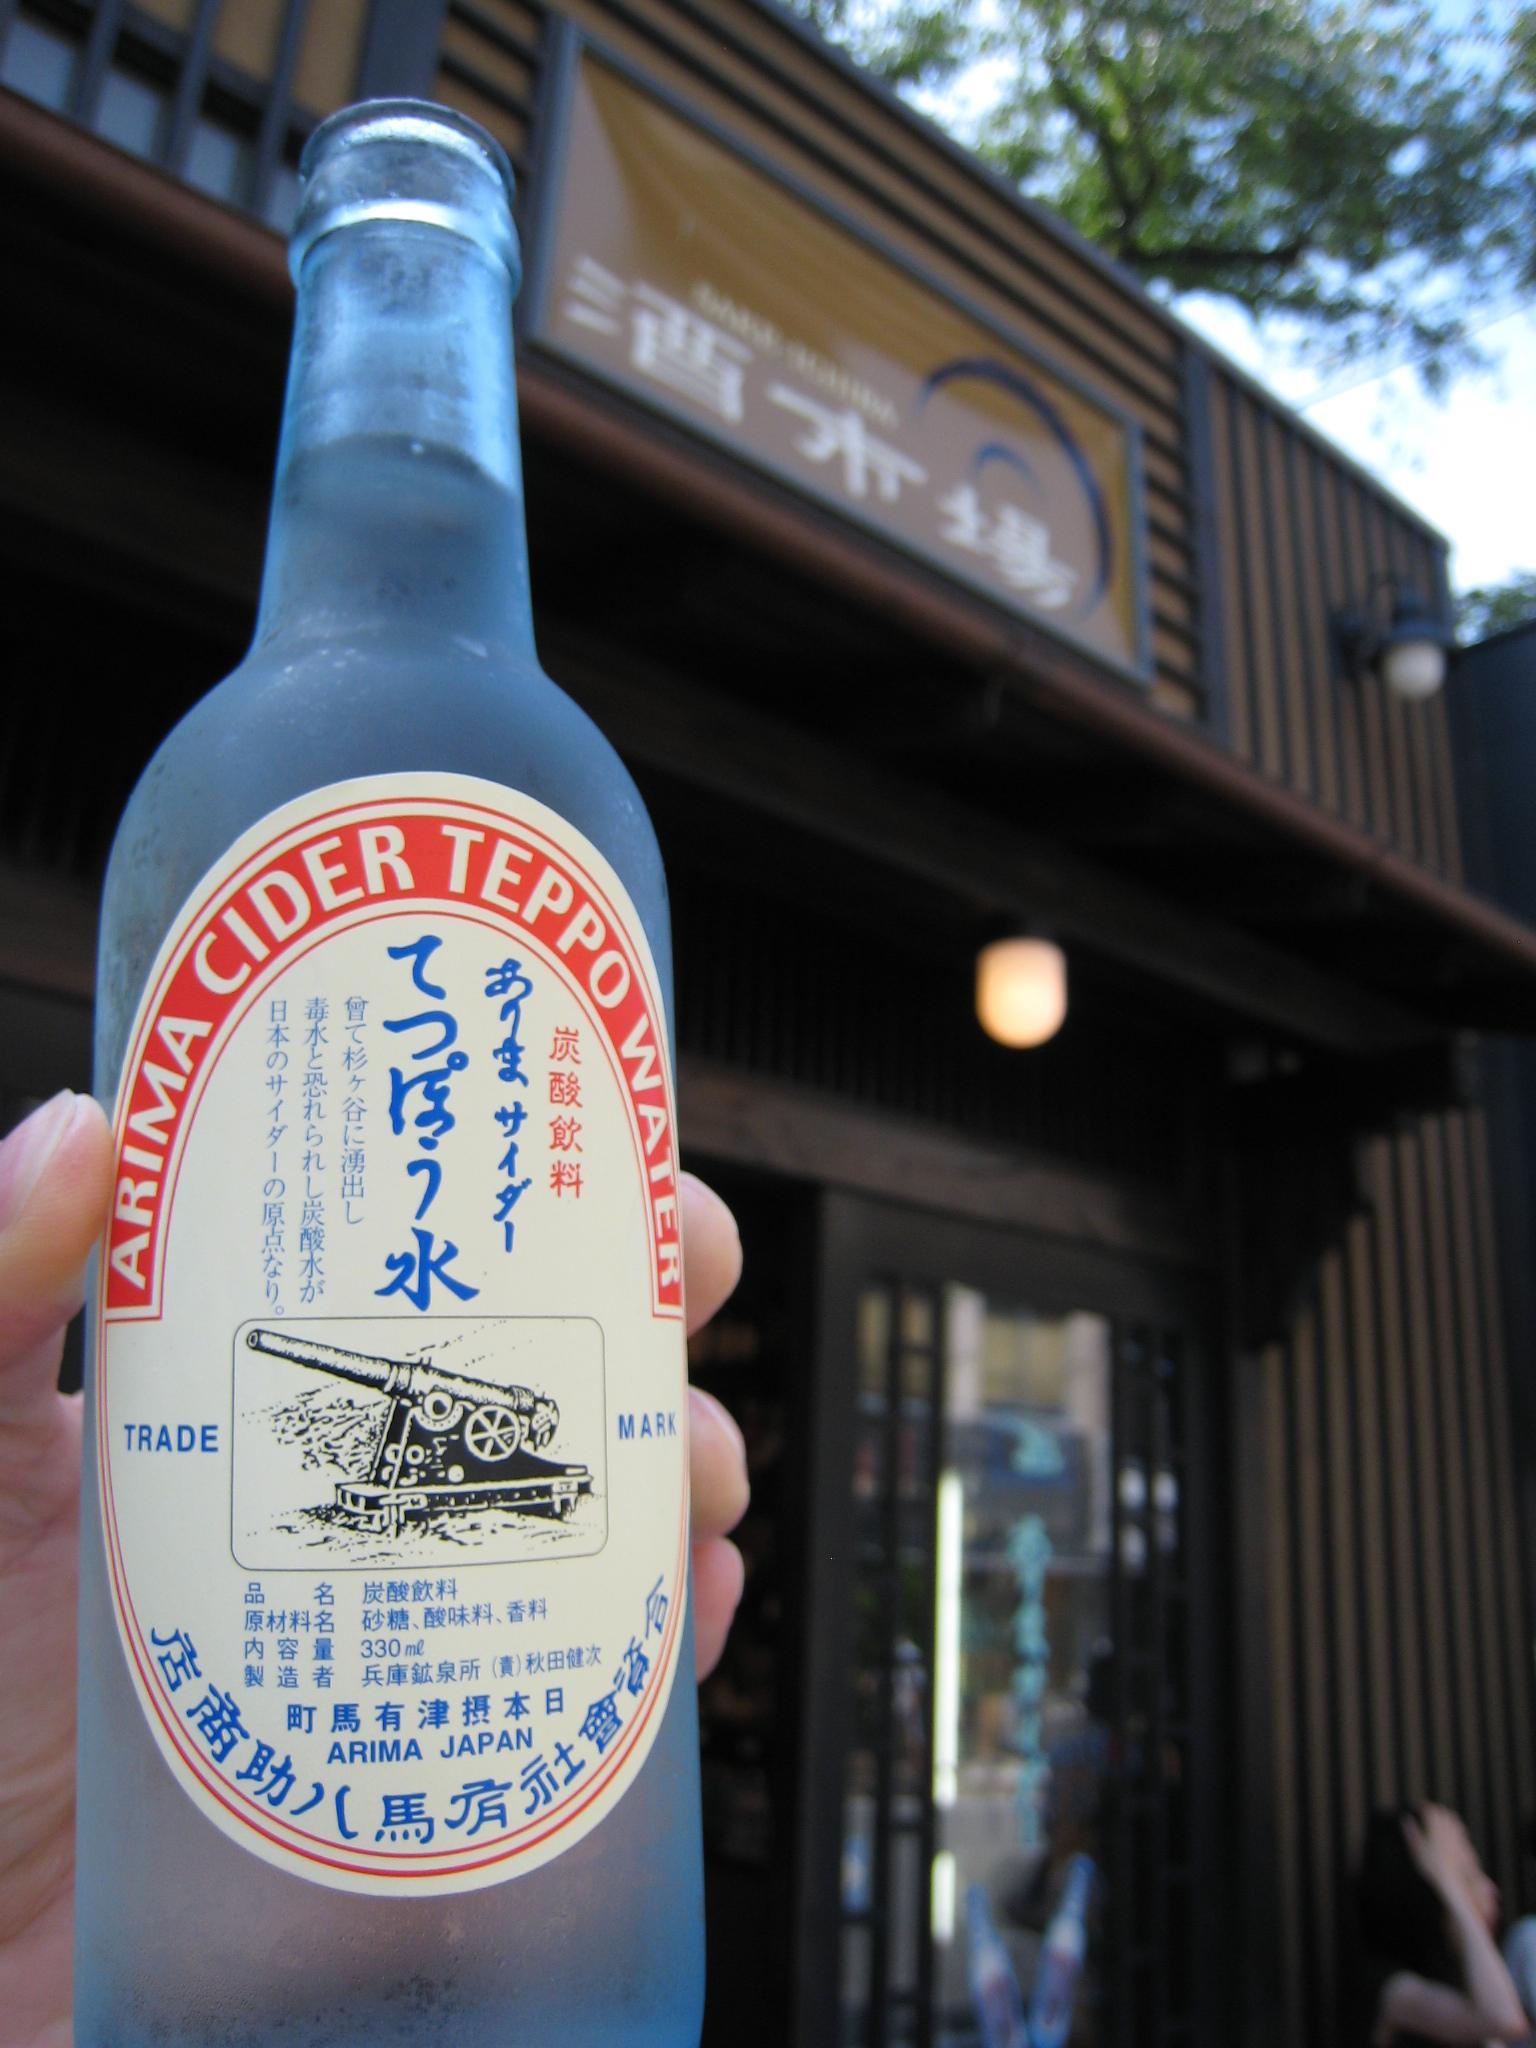 酒市場
ARIMA CIDER TEPPO WATER
炭酸飲料
ありまサイダー
てっぽう水
曾て杉ヶ谷に湧出し
毒水と恐れられし炭酸水が
日本のサイダーの原点なり。
TRADE MARK
品名 炭酸飲料
原材料名 砂糖、酸味料、香料
内容量 330㎖
製造者 兵庫鉱泉所 (責)秋田健次
町馬有津摂本日
ARIMA JAPAN
店商助八馬有社會資合